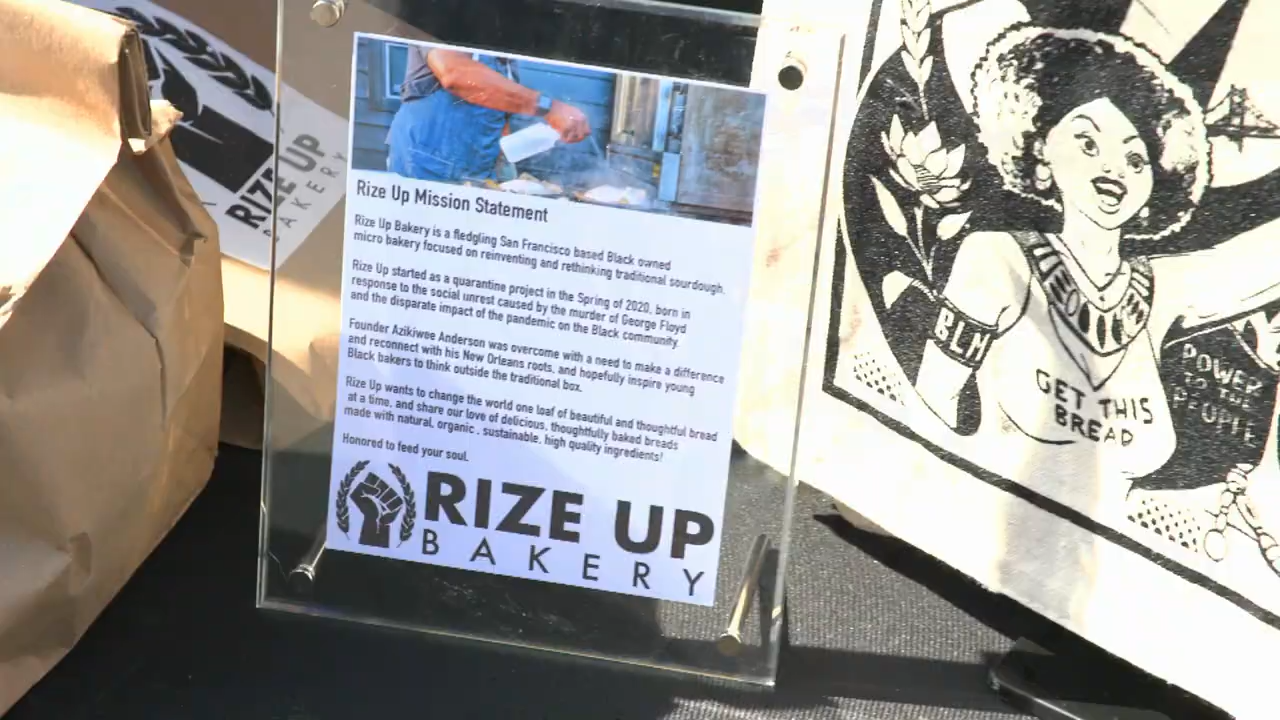 RIZE UP
BAKERY
Rize Up Mission Statement
Rize Up Bakery is a fledgling San Francisco based Black owned
micro bakery focused on reinventing and rethinking traditional sourdough.
Rize Up started as a quarantine project in the Spring of 2020, born in
response to the social unrest caused by the murder of George Floyd
and the disparate impact of the pandemic on the Black community.
Founder Azikiwee Anderson was overcome with a need to make a difference
and reconnect with his New Orleans roots, and hopefully inspire young
Black bakers to think outside the traditional box.
Rize Up wants to change the world one loaf of beautiful and thoughtful bread
at a time, and share our love of delicious, thoughtfully baked breads
made with natural, organic , sustainable, high quality ingredients!
Honored to feed your soul.
RIZE UP
BAKERY
BLM
GET THIS
BREAD
POWER
TO THE
PEOPLE